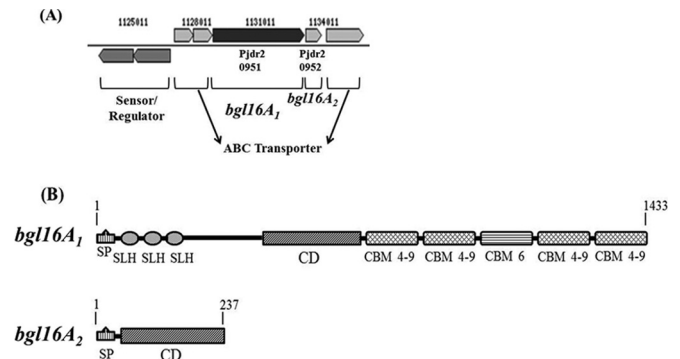 (A)
1125011 1128011 1131011 1134011
Pjdr2 Pjdr2
0951 0952
Sensor/ bgl16A1 bgl16A2
Regulator
ABC Transporter
(B)
1 1433
bgl16A1
SP SLH SLH SLH CD CBM 4-9 CBM 4-9 CBM 6 CBM 4-9 CBM 4-9
1 237
bgl16A2
SP CD